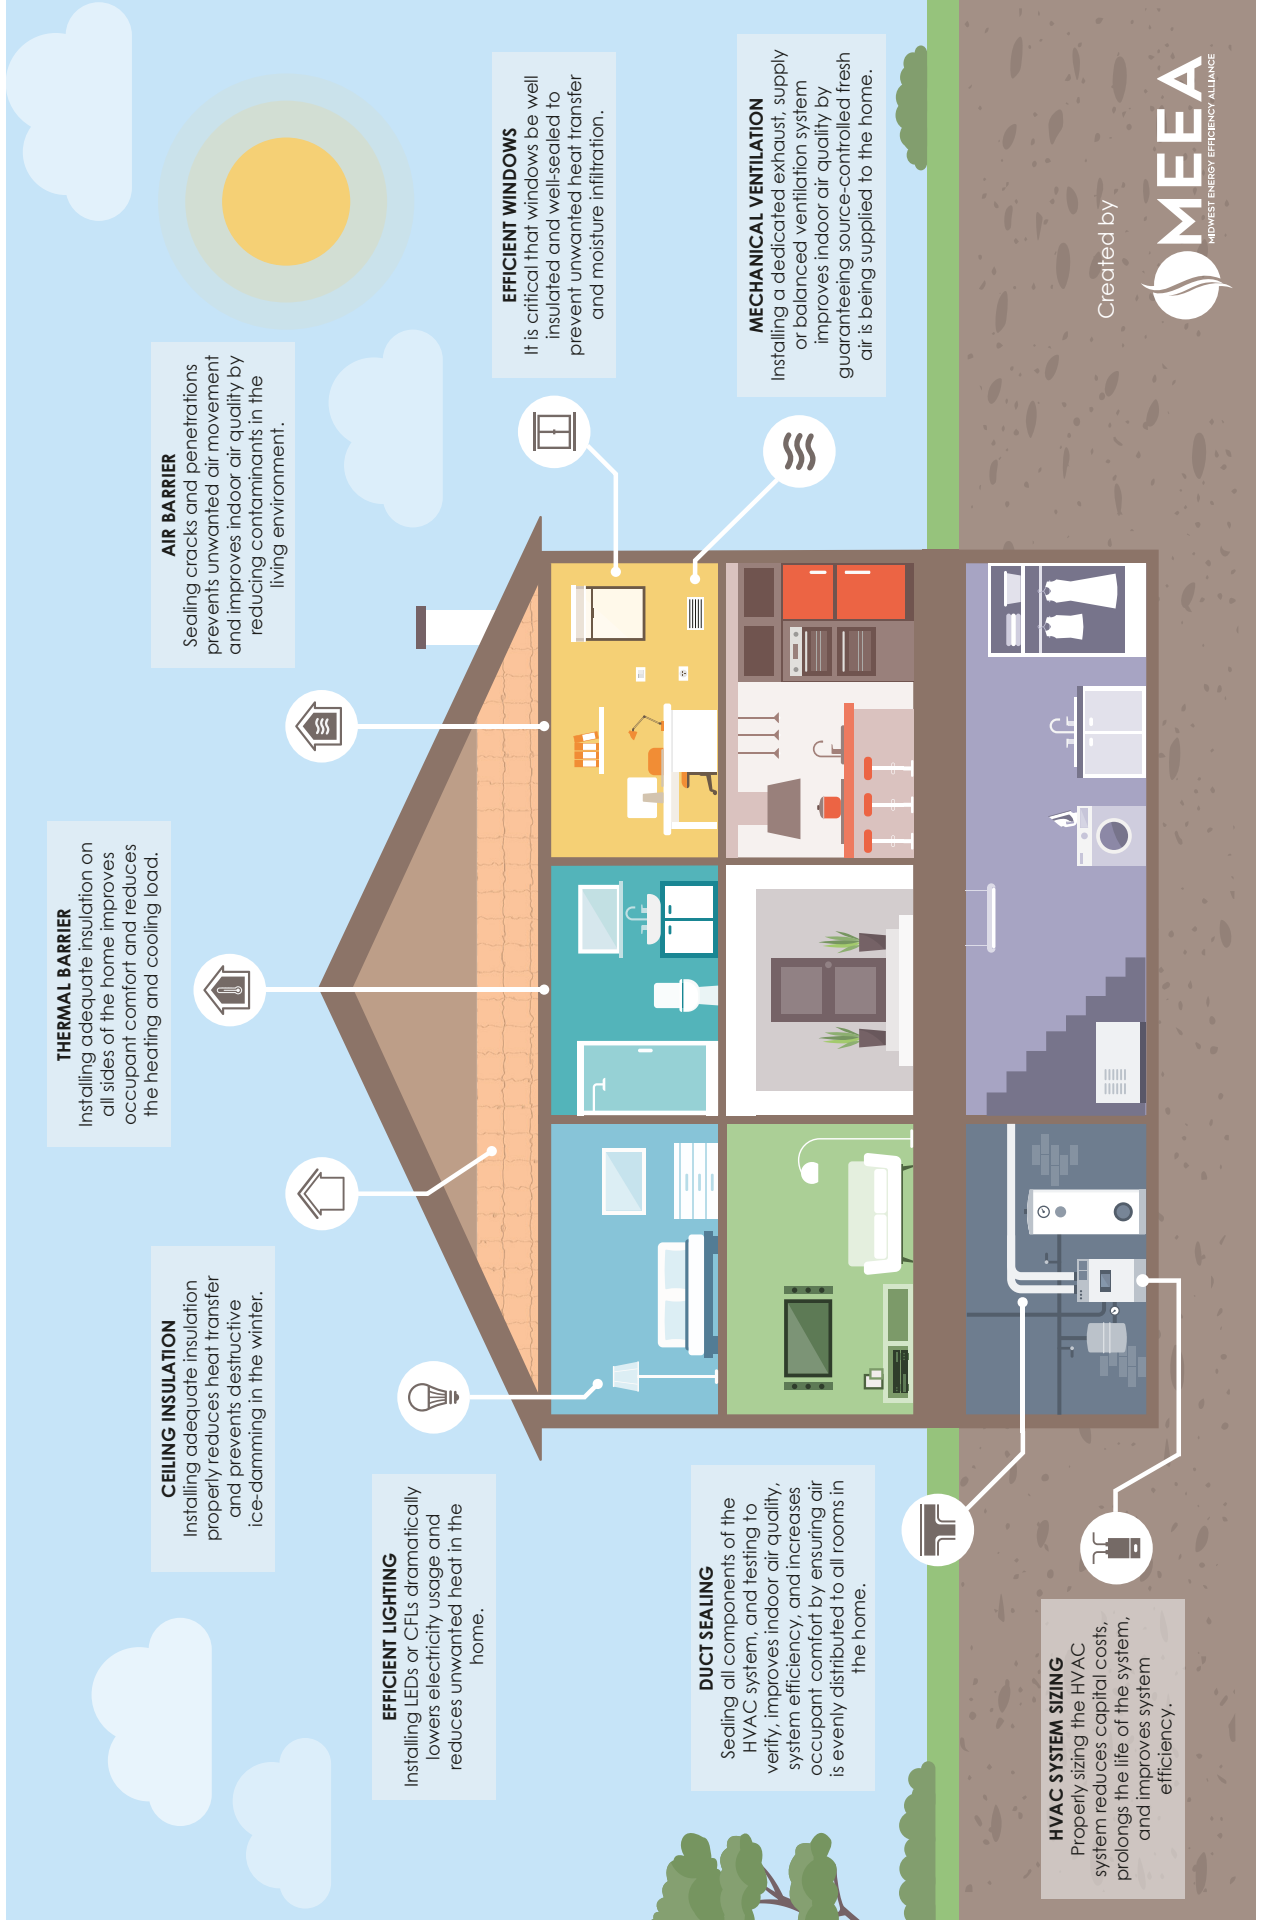 THERMAL BARRIER
Installing adequate insulation on
all sides of the home improves
occupant comfort and reduces
the heating and cooling load.
CEILING INSULATION
Installing adequate insulation
properly reduces heat transfer
and prevents destructive
ice-damming in the winter.
AIR BARRIER
Sealing cracks and penetrations
prevents unwanted air movement
and improves indoor air quality by
reducing contaminants in the
living environment.
EFFICIENT LIGHTING
Installing LEDs or CFLs dramatically
lowers electricity usage and
reduces unwanted heat in the
home.
EFFICIENT WINDOWS
It is critical that windows be well
insulated and well-sealed to
prevent unwanted heat transfer
and moisture infiltration.
DUCT SEALING
Sealing all components of the
HVAC system, and testing to
verify, improves indoor air quality,
system efficiency, and increases
occupant comfort by ensuring air
is evenly distributed to all rooms in
the home.
MECHANICAL VENTILATION
Installing a dedicated exhaust, supply
or balanced ventilation system
improves indoor air quality by
guaranteeing source-controlled fresh
air is being supplied to the home.
HVAC SYSTEM SIZING
Properly sizing the HVAC
system reduces capital costs,
prolongs the life of the system,
and improves system
efficiency.
Created by
MEEA
MIDWEST ENERGY EFFICIENCY ALLIANCE